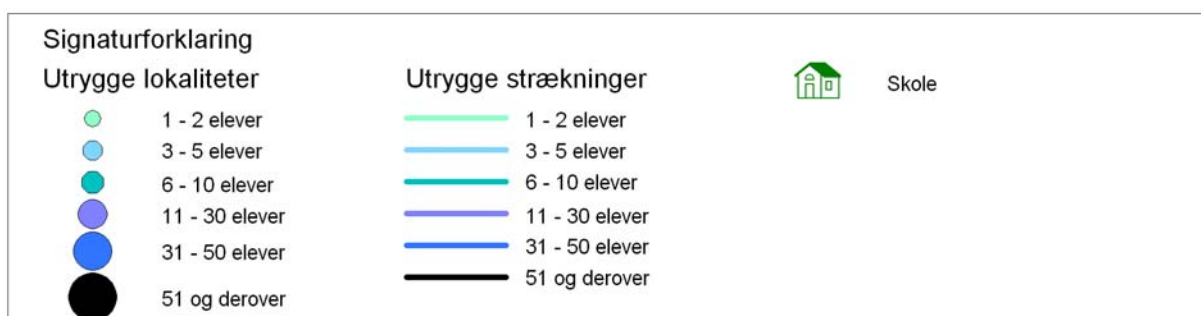 Signaturforklaring
Utrygge lokaliteter
1 - 2 elever
3 - 5 elever
6 - 10 elever
11 - 30 elever
31 - 50 elever
51 og derover
Utrygge strækninger
1 - 2 elever
3 - 5 elever
6 - 10 elever
11 - 30 elever
31 - 50 elever
51 og derover
Skole